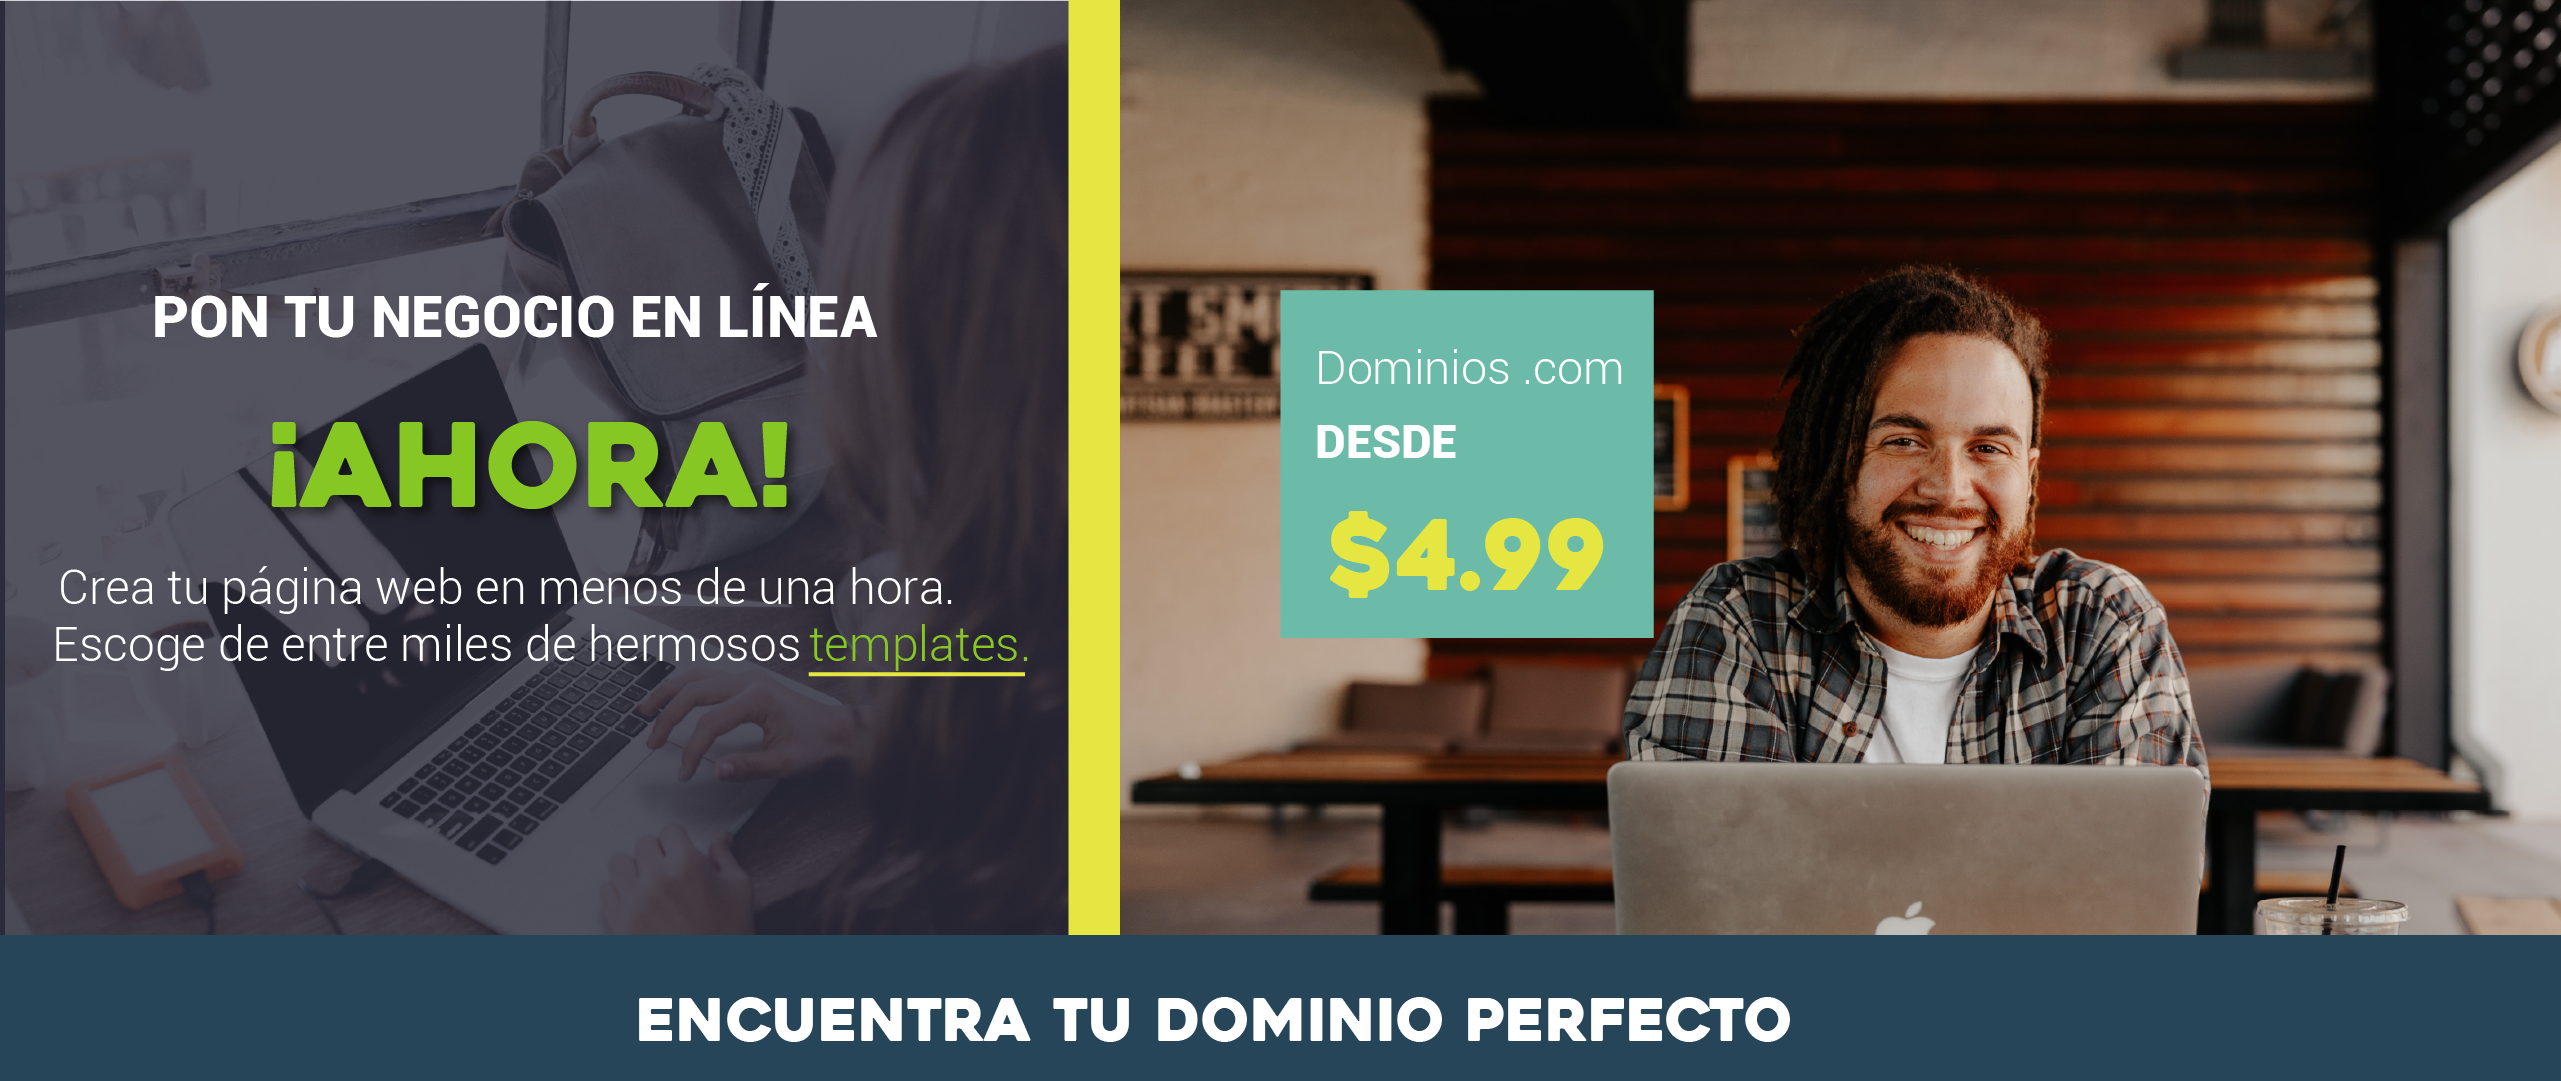 PON TU NEGOCIO EN LÍNEA
¡AHORA!
Crea tu página web en menos de una hora.
Escoge de entre miles de hermosos templates.
Dominios .com
DESDE
$4.99
ENCUENTRA TU DOMINIO PERFECTO